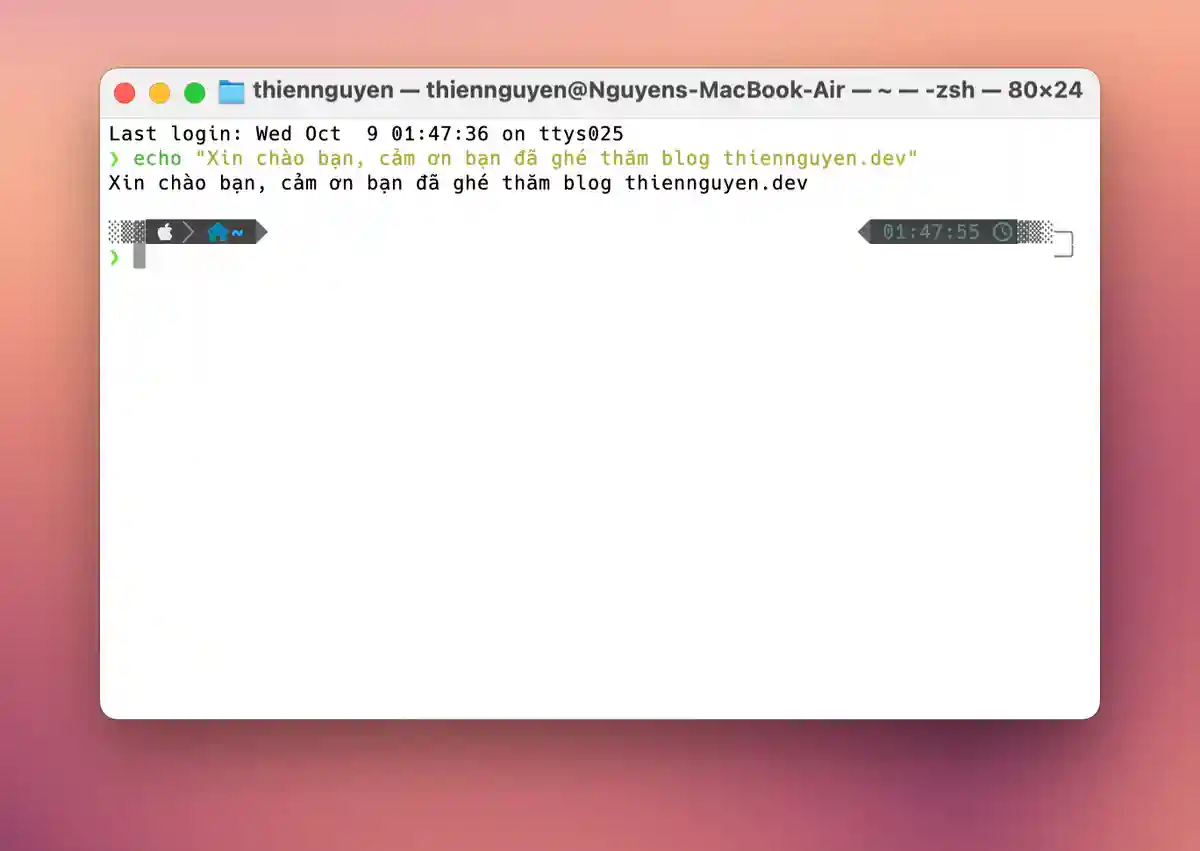 thiennguyen — thiennguyen@Nguyens-MacBook-Air — ~ — -zsh — 80×24
Last login: Wed Oct  9 01:47:36 on ttys025
❯ echo "Xin chào bạn, cảm ơn bạn đã ghé thăm blog thiennguyen.dev"
Xin chào bạn, cảm ơn bạn đã ghé thăm blog thiennguyen.dev
~ 01:47:55
❯